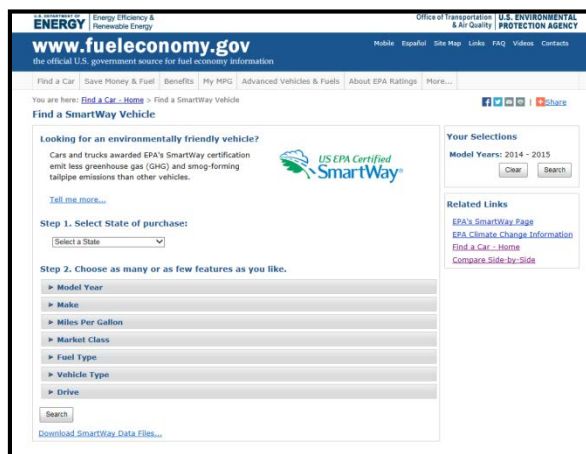 U.S. DEPARTMENT OF
ENERGY
Energy Efficiency &
Renewable Energy
Office of Transportation
& Air Quality
U.S. ENVIRONMENTAL
PROTECTION AGENCY
www.fueleconomy.gov
the official U.S. government source for fuel economy information
Mobile Español Site Map Links FAQ Videos Contacts
Find a Car Save Money & Fuel Benefits My MPG Advanced Vehicles & Fuels About EPA Ratings More...
You are here: Find a Car - Home > Find a SmartWay Vehicle
Share
Find a SmartWay Vehicle
Looking for an environmentally friendly vehicle?
Cars and trucks awarded EPA's SmartWay certification
emit less greenhouse gas (GHG) and smog-forming
tailpipe emissions than other vehicles.
US EPA Certified
SmartWay
Tell me more...
Step 1. Select State of purchase:
Select a State
Step 2. Choose as many or as few features as you like.
Model Year
Make
Miles Per Gallon
Market Class
Fuel Type
Vehicle Type
Drive
Search
Download SmartWay Data Files...
Your Selections
Model Years: 2014 - 2015
Clear Search
Related Links
EPA's SmartWay Page
EPA Climate Change Information
Find a Car - Home
Compare Side-by-Side